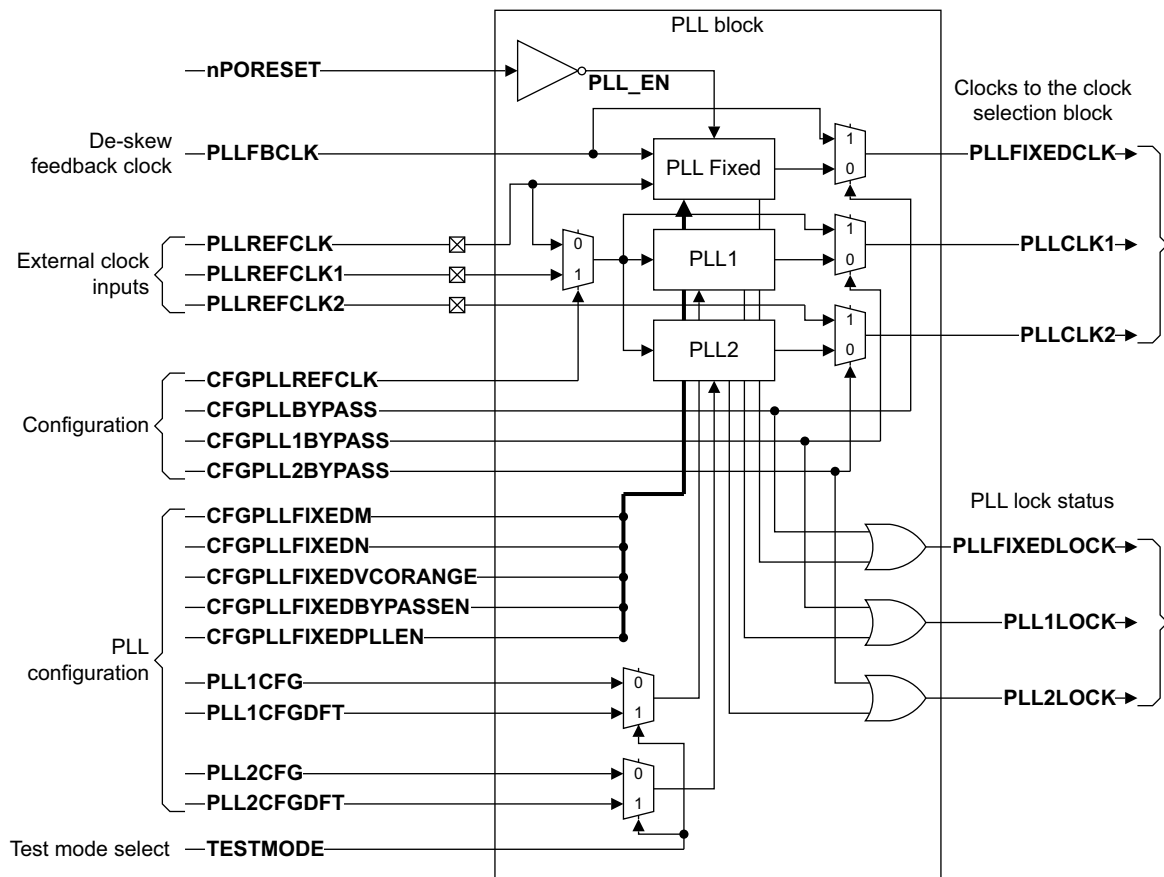 PLL block
nPORESET
PLL_EN
Clocks to the clock
selection block
De-skew
feedback clock
PLLFBCLK
PLL Fixed
1
0
PLLFIXEDCLK
External clock
inputs
PLLREFCLK
PLLREFCLK1
PLLREFCLK2
0
1
PLL1
1
0
PLLCLK1
PLL2
1
0
PLLCLK2
Configuration
CFGPLLREFCLK
CFGPLLBYPASS
CFGPLL1BYPASS
CFGPLL2BYPASS
PLL lock status
PLL
configuration
CFGPLLFIXEDM
CFGPLLFIXEDN
CFGPLLFIXEDVCORANGE
CFGPLLFIXEDBYPASSEN
CFGPLLFIXEDPLLEN
PLLFIXEDLOCK
PLL1LOCK
PLL2LOCK
PLL1CFG
PLL1CFGDFT
0
1
PLL2CFG
PLL2CFGDFT
0
1
Test mode select
TESTMODE